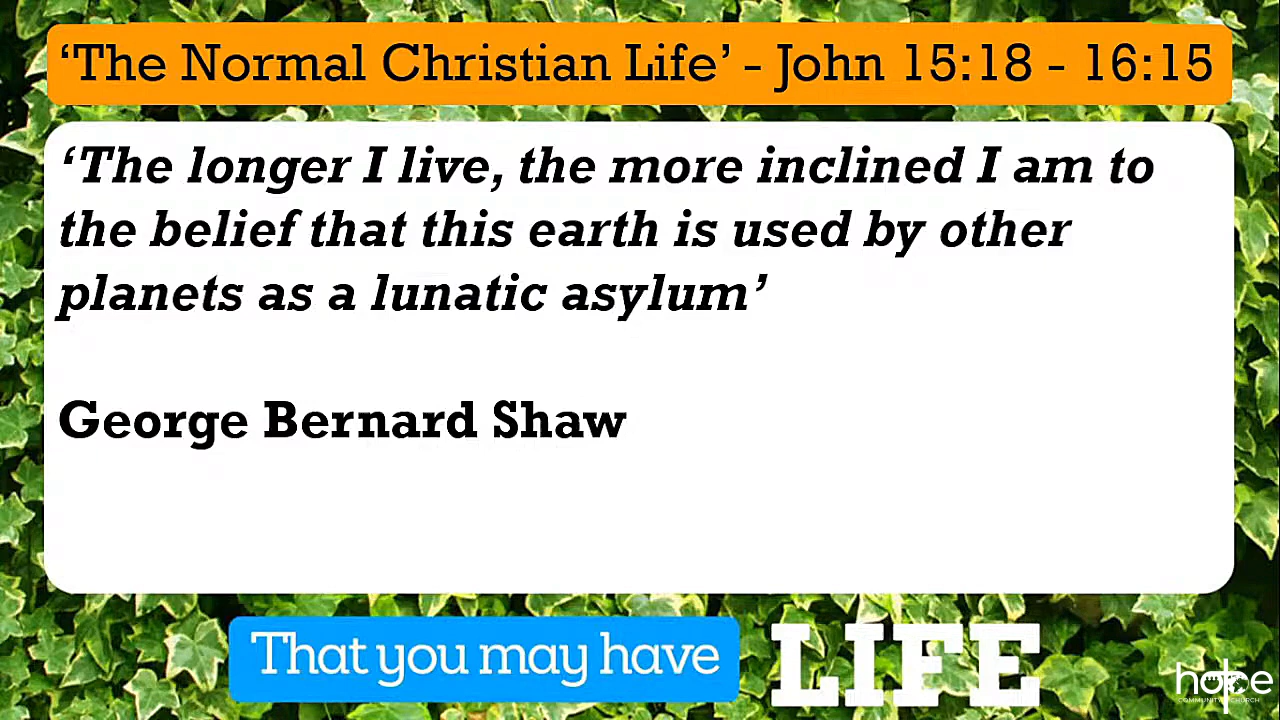 ‘The Normal Christian Life’ - John 15:18 - 16:15
‘The longer I live, the more inclined I am to
the belief that this earth is used by other
planets as a lunatic asylum’
George Bernard Shaw
That you may have LIFE
hope
COMMUNITY CHURCH